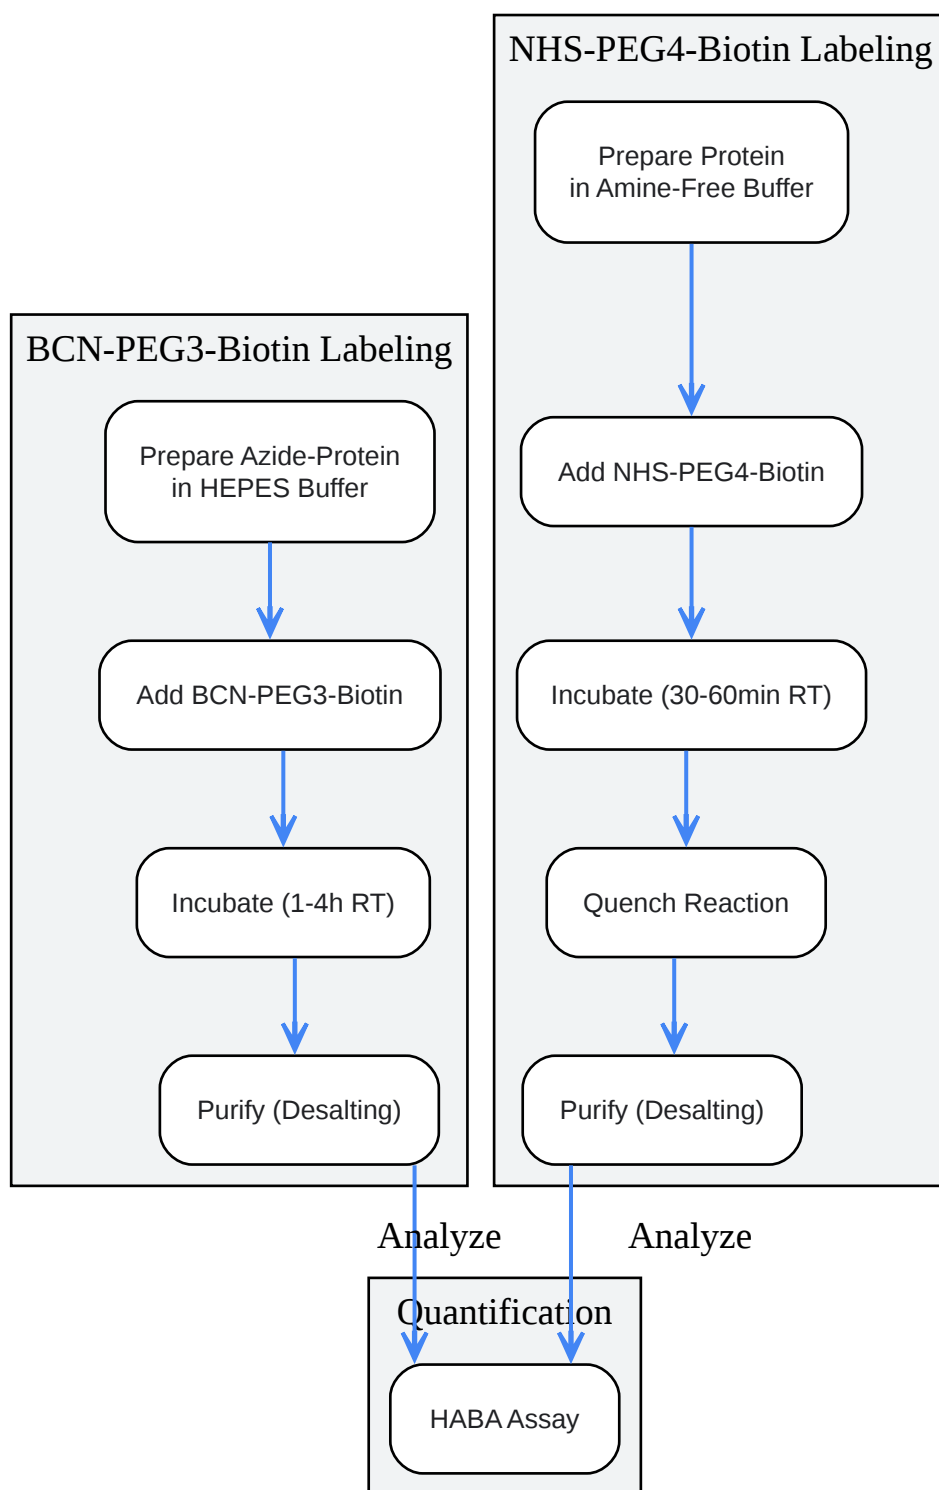 NHS-PEG4-Biotin Labeling
Prepare Protein
in Amine-Free Buffer
Add NHS-PEG4-Biotin
Incubate (30-60min RT)
Quench Reaction
Purify (Desalting)
BCN-PEG3-Biotin Labeling
Prepare Azide-Protein
in HEPES Buffer
Add BCN-PEG3-Biotin
Incubate (1-4h RT)
Purify (Desalting)
Analyze
Analyze
Quantification
HABA Assay